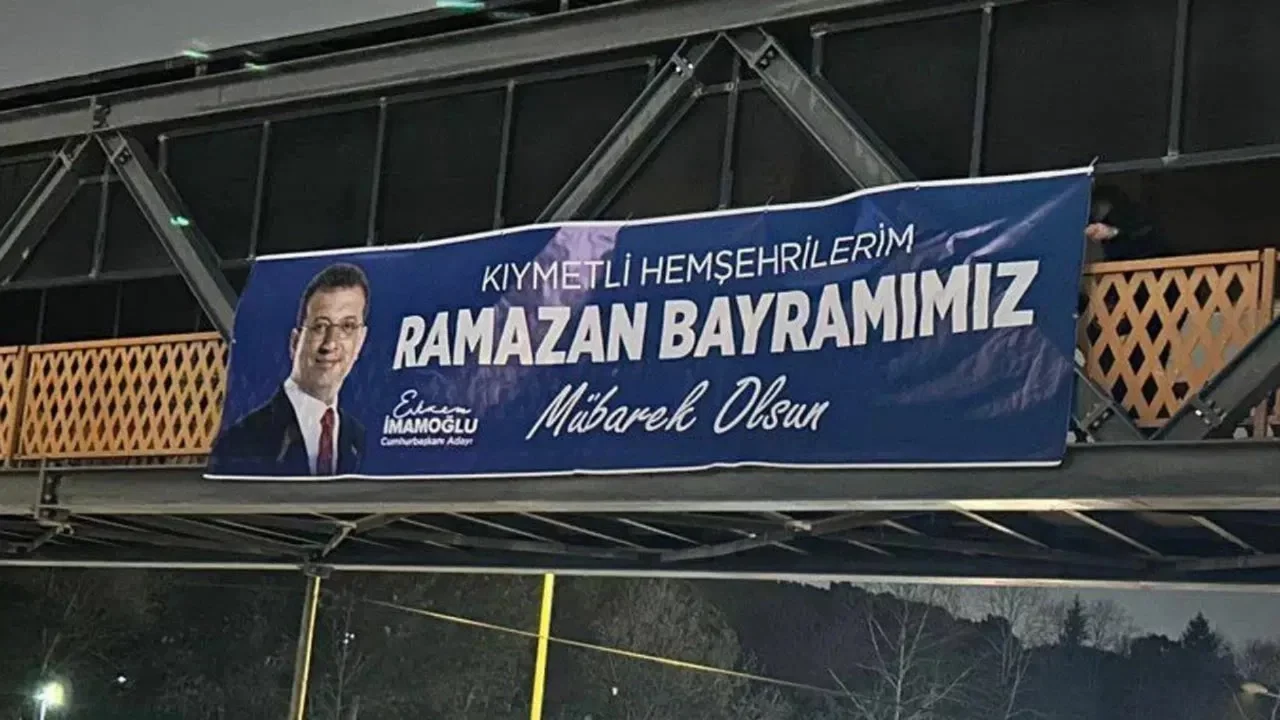 KIYMETLİ HEMŞEHRİLERİM
RAMAZAN BAYRAMIMIZ
Mübarek Olsun
Ekrem
İMAMOĞLU
Cumhurbaşkanı Adayı